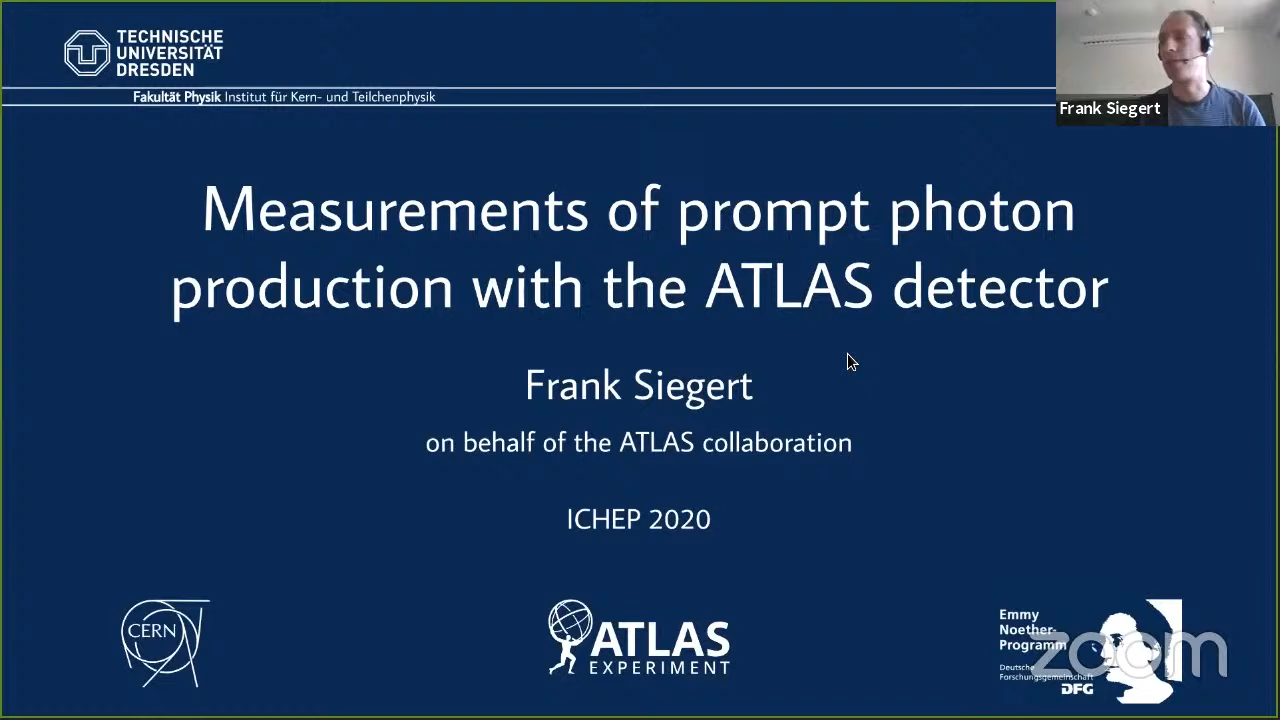 TECHNISCHE
UNIVERSITÄT
DRESDEN
Fakultät Physik Institut für Kern- und Teilchenphysik
Frank Siegert
Measurements of prompt photon
production with the ATLAS detector
Frank Siegert
on behalf of the ATLAS collaboration
ICHEP 2020
CERN
ATLAS
EXPERIMENT
Emmy
Noether-
Programm
Deutsche
Forschungsgemeinschaft
DFG
zoom